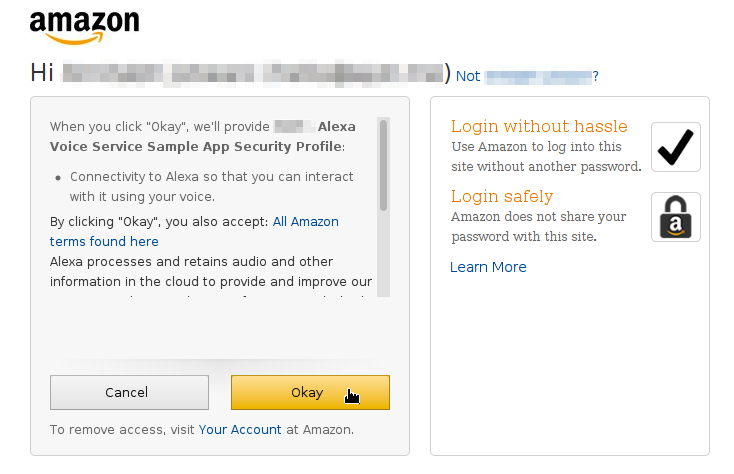 amazon
Hi ) Not ?
When you click "Okay", we'll provide Alexa
Voice Service Sample App Security Profile:
• Connectivity to Alexa so that you can interact
with it using your voice.
By clicking "Okay", you also accept: All Amazon
terms found here
Alexa processes and retains audio and other
information in the cloud to provide and improve our
Cancel
Okay
To remove access, visit Your Account at Amazon.
Login without hassle
Use Amazon to log into this
site without another password.
Login safely
Amazon does not share your
password with this site.
a
Learn More